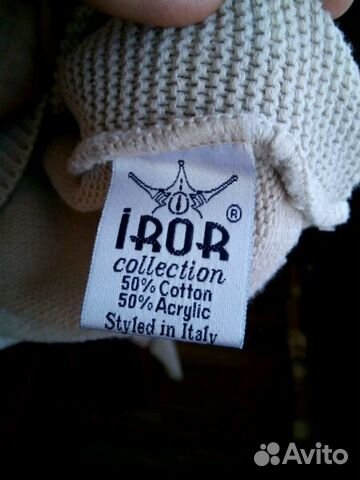 ®
iROR
collection
50% Cotton
50% Acrylic
Styled in Italy
Avito